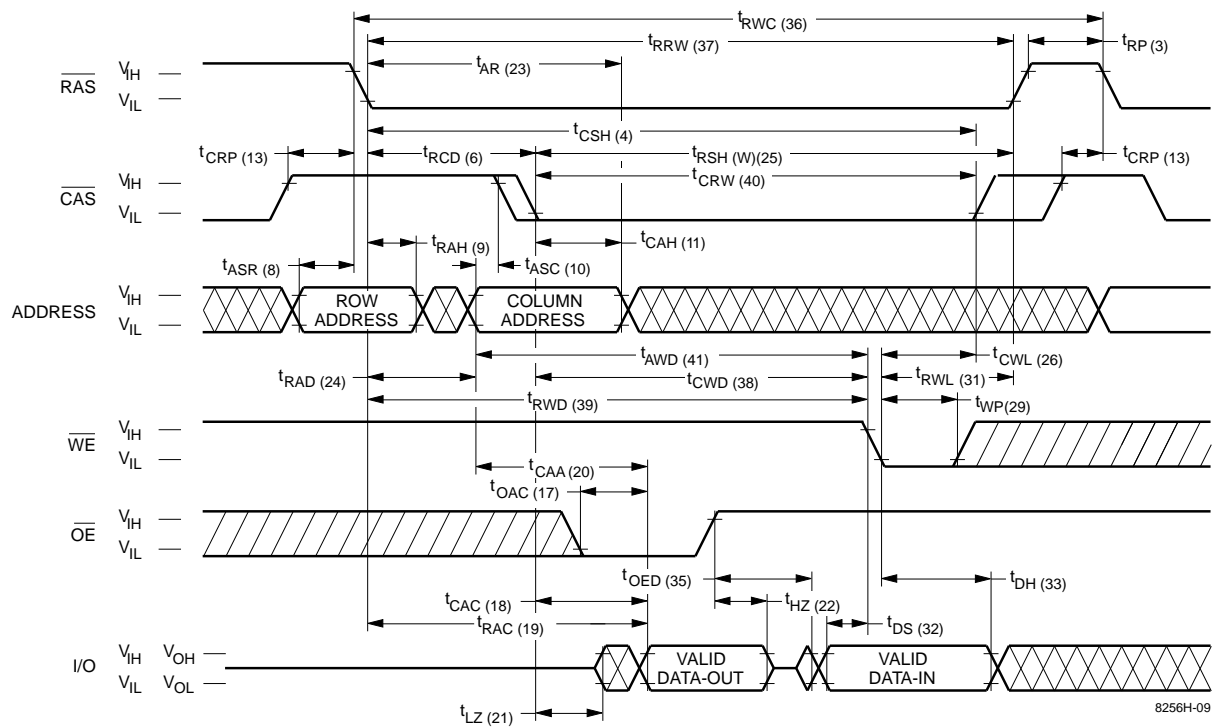 tRWC (36)
tRRW (37)
tRP (3)
tAR (23)
RAS VIH
VIL
tCSH (4)
tCRP (13)
tRCD (6)
tRSH (W)(25)
tCRP (13)
tCRW (40)
CAS VIH
VIL
tRAH (9)
tCAH (11)
tASR (8)
tASC (10)
ADDRESS VIH
VIL
ROW
ADDRESS
COLUMN
ADDRESS
tAWD (41)
tCWL (26)
tRAD (24)
tCWD (38)
tRWL (31)
tRWD (39)
tWP(29)
WE VIH
VIL
tCAA (20)
tOAC (17)
OE VIH
VIL
tOED (35)
tDH (33)
tCAC (18)
tHZ (22)
tRAC (19)
tDS (32)
I/O VIH VOH
VIL VOL
VALID
DATA-OUT
VALID
DATA-IN
tLZ (21)
8256H-09